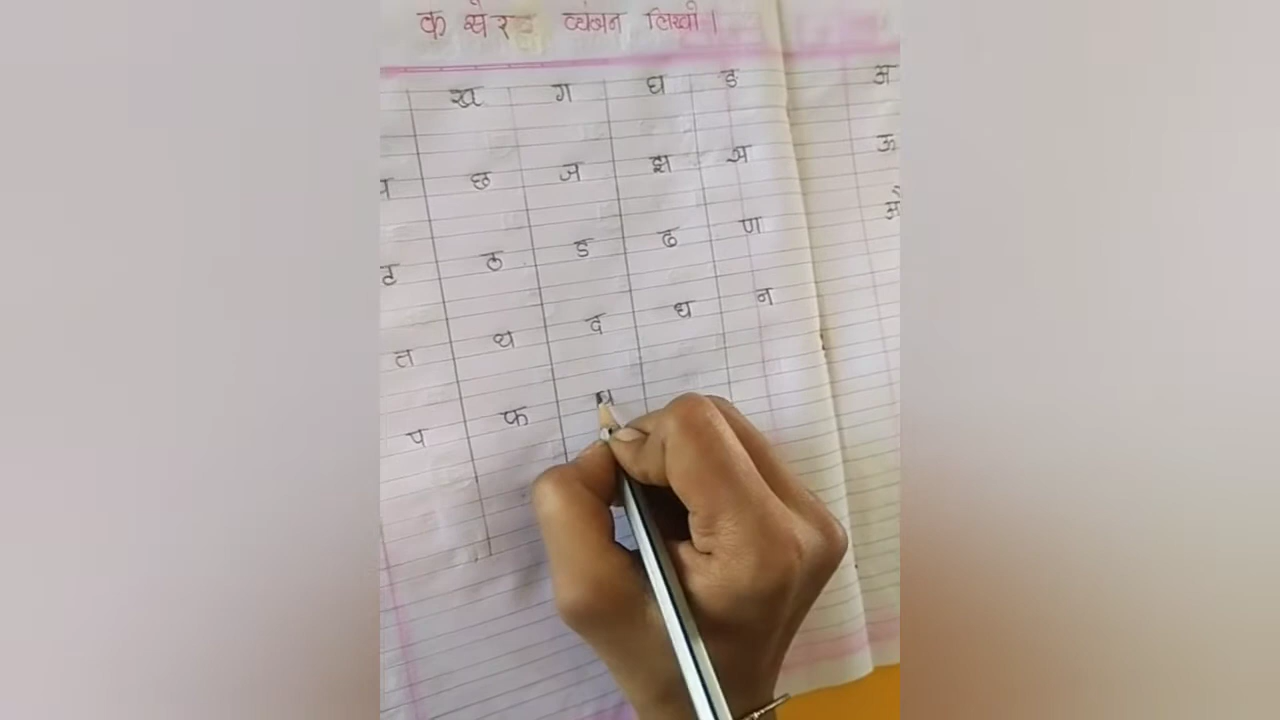 क से र व्यंजन लिखो।
ख ग घ ङ
च छ ज झ ञ
ट ठ ड ढ ण
त थ द ध न
प फ ब
अ
ऊ
औ